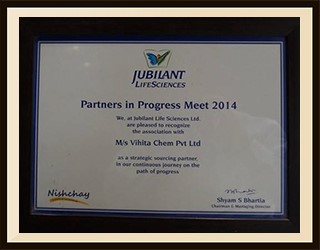 JUBILANT
LIFESCIENCES
Partners in Progress Meet 2014
We, at Jubilant Life Sciences Ltd.
are pleased to recognize
the association with
M/s Vihita Chem Pvt Ltd
as a strategic sourcing partner,
in our continuous journey on the
path of progress
Nishchay
Shyam S Bhartia
Chairman & Managing Director